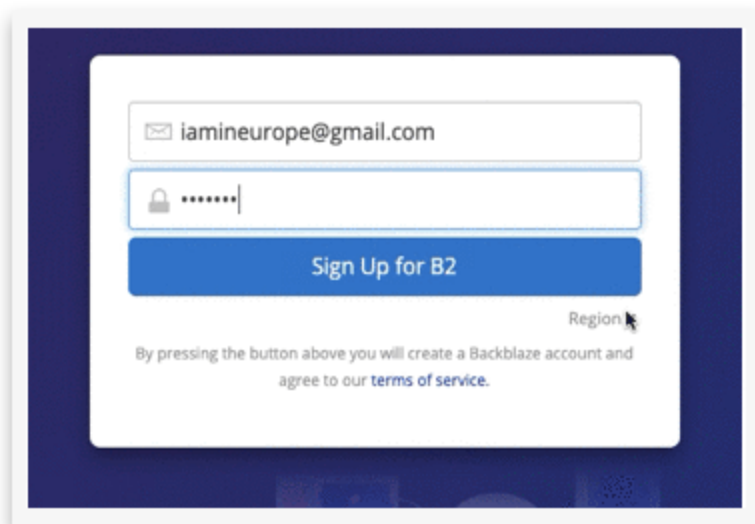 iamineurope@gmail.com
•••••••
Sign Up for B2
Region
By pressing the button above you will create a Backblaze account and
agree to our terms of service.